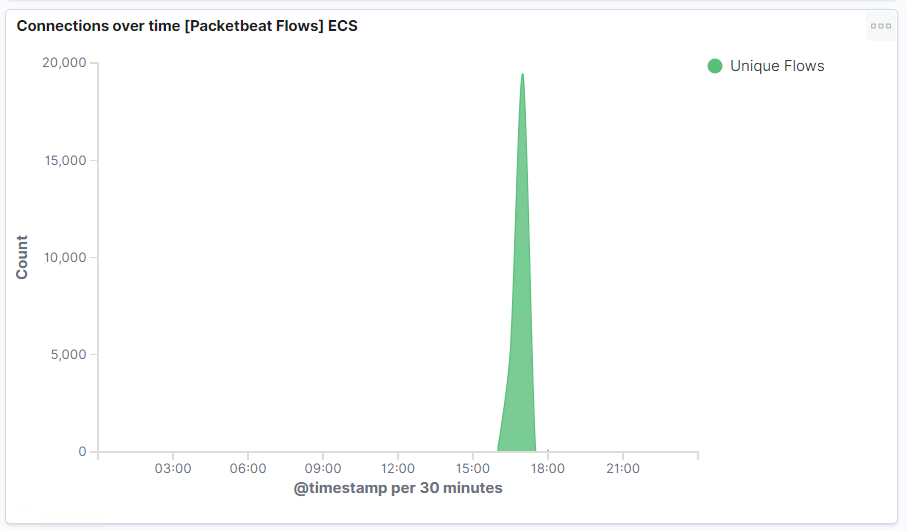 Connections over time [Packetbeat Flows] ECS
20,000
15,000
10,000
5,000
0
Count
03:00 06:00 09:00 12:00 15:00 18:00 21:00
@timestamp per 30 minutes
Unique Flows